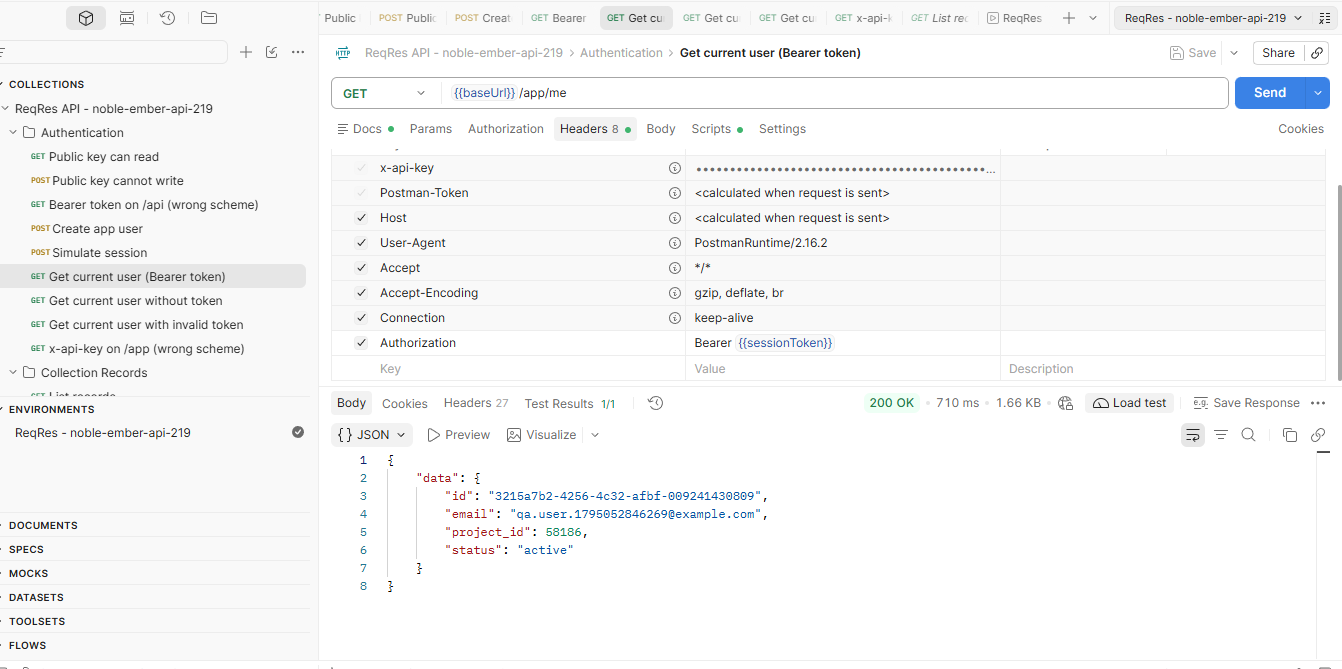 Public
POST Public
POST Creat
GET Bearer
GET Get cu
GET Get cu
GET Get cu
GET x-api-k
GET List rec
ReqRes
ReqRes - noble-ember-api-219
HTTP ReqRes API - noble-ember-api-219 > Authentication > Get current user (Bearer token)
Save
Share
GET
{{baseUrl}} /app/me
Send
Docs
Params
Authorization
Headers 8
Body
Scripts
Settings
Cookies
COLLECTIONS
ReqRes API - noble-ember-api-219
Authentication
GET Public key can read
POST Public key cannot write
GET Bearer token on /api (wrong scheme)
POST Create app user
POST Simulate session
GET Get current user (Bearer token)
GET Get current user without token
GET Get current user with invalid token
GET x-api-key on /app (wrong scheme)
Collection Records
GET List records
ENVIRONMENTS
ReqRes - noble-ember-api-219
DOCUMENTS
SPECS
MOCKS
DATASETS
TOOLSETS
FLOWS
x-api-key ••••••••••••••••••••••••••••••••••••••••••...
Postman-Token <calculated when request is sent>
Host <calculated when request is sent>
User-Agent PostmanRuntime/2.16.2
Accept */*
Accept-Encoding gzip, deflate, br
Connection keep-alive
Authorization Bearer {{sessionToken}}
Key Value Description
Body Cookies Headers 27 Test Results 1/1
200 OK • 710 ms • 1.66 KB
Load test
e.g. Save Response
{} JSON
Preview
Visualize
1 {
2 "data": {
3 "id": "3215a7b2-4256-4c32-afbf-009241430809",
4 "email": "qa.user.1795052846269@example.com",
5 "project_id": 58186,
6 "status": "active"
7 }
8 }